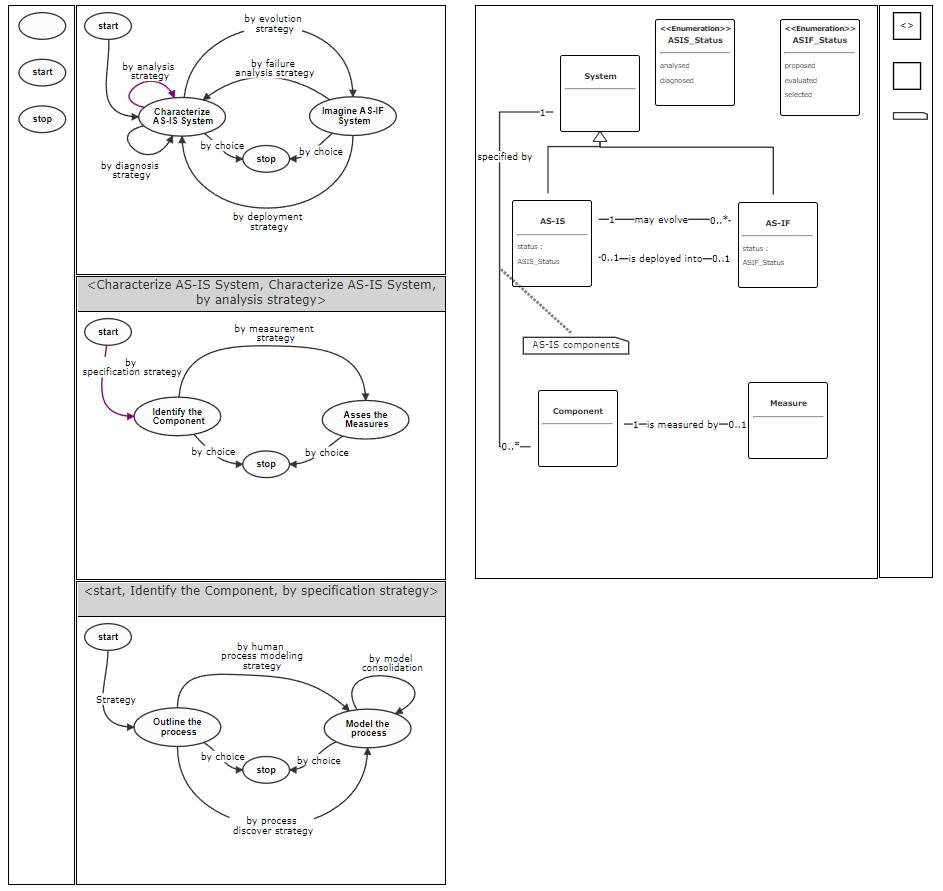 start
stop
start
by evolution
strategy
by analysis
strategy
by failure
analysis strategy
Characterize
AS-IS System
Imagine AS-IF
System
by choice
stop
by choice
by diagnosis
strategy
by deployment
strategy
<Characterize AS-IS System, Characterize AS-IS System,
by analysis strategy>
start
by measurement
strategy
by
specification strategy
Identify the
Component
Asses the
Measures
by choice
stop
by choice
<start, Identify the Component, by specification strategy>
start
by human
process modeling
strategy
by model
consolidation
Strategy
Outline the
process
Model the
process
by choice
stop
by choice
by process
discover strategy
System
<<Enumeration>>
ASIS_Status
analysed
diagnosed
<<Enumeration>>
ASIF_Status
proposed
evaluated
selected
1
specified by
AS-IS
status :
ASIS_Status
1 may evolve 0..*
0..1 is deployed into 0..1
AS-IF
status :
ASIF_Status
AS-IS components
Component
1 is measured by 0..1
Measure
0..*
<>